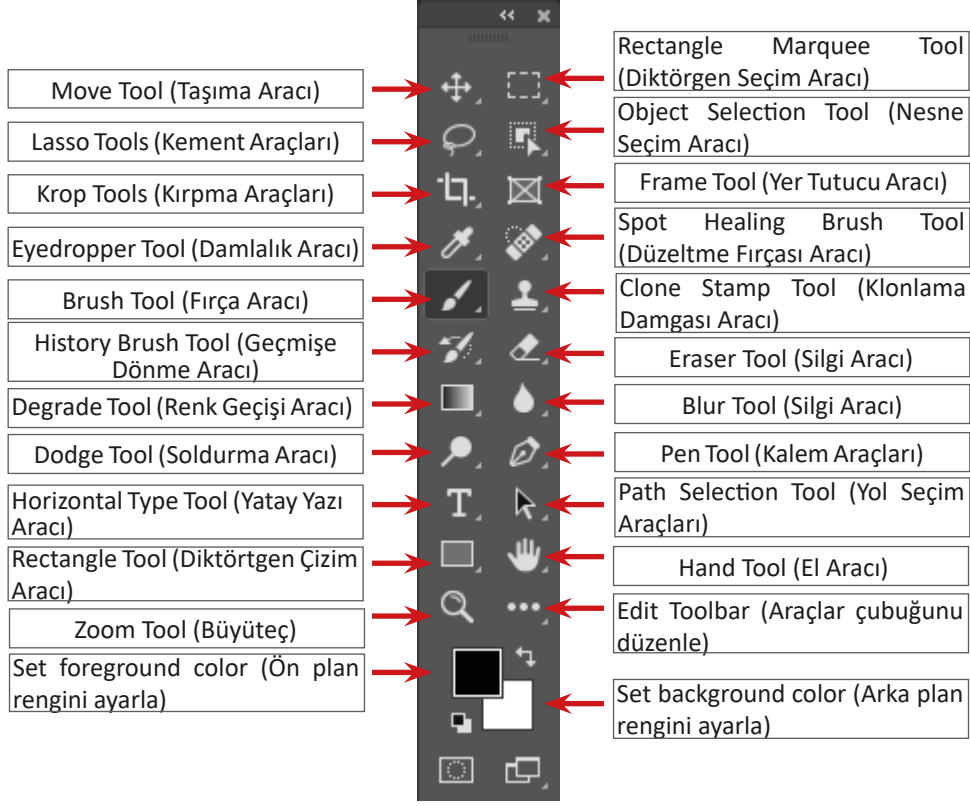 Move Tool (Taşıma Aracı)
Lasso Tools (Kement Araçları)
Krop Tools (Kırpma Araçları)
Eyedropper Tool (Damlalık Aracı)
Brush Tool (Fırça Aracı)
History Brush Tool (Geçmişe
Dönme Aracı)
Degrade Tool (Renk Geçişi Aracı)
Dodge Tool (Soldurma Aracı)
Horizontal Type Tool (Yatay Yazı
Aracı)
Rectangle Tool (Diktörtgen Çizim
Aracı)
Zoom Tool (Büyüteç)
Set foreground color (Ön plan
rengini ayarla)
Rectangle Marquee Tool
(Diktörgen Seçim Aracı)
Object Selection Tool (Nesne
Seçim Aracı)
Frame Tool (Yer Tutucu Aracı)
Spot Healing Brush Tool
(Düzeltme Fırçası Aracı)
Clone Stamp Tool (Klonlama
Damgası Aracı)
Eraser Tool (Silgi Aracı)
Blur Tool (Silgi Aracı)
Pen Tool (Kalem Araçları)
Path Selection Tool (Yol Seçim
Araçları)
Hand Tool (El Aracı)
Edit Toolbar (Araçlar çubuğunu
düzenle)
Set background color (Arka plan
rengini ayarla)